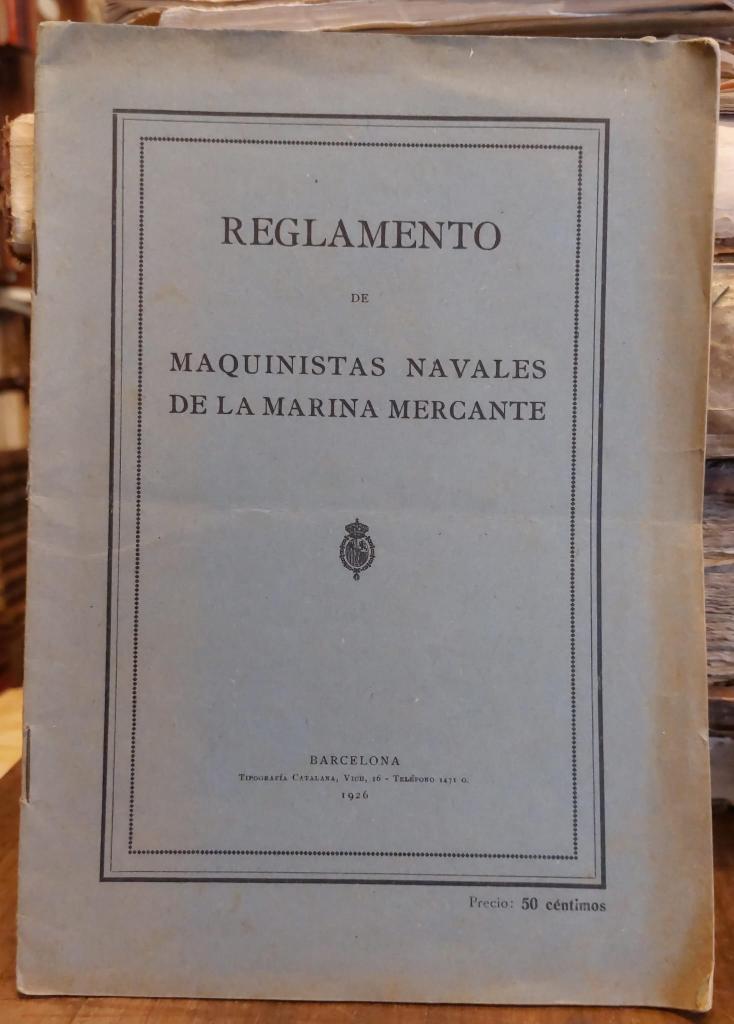 REGLAMENTO
DE
MAQUINISTAS NAVALES
DE LA MARINA MERCANTE
BARCELONA
Tipografía Catalana, Vich, 16 - Teléfono 1471 G.
1926
Precio: 50 céntimos